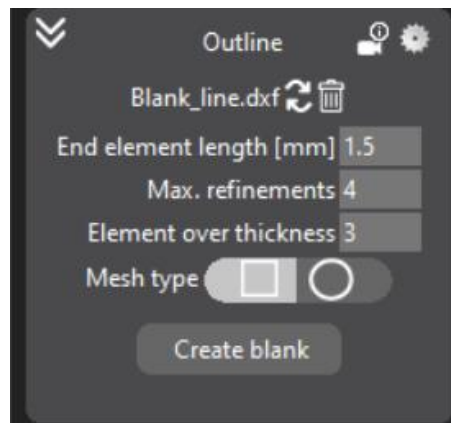 Outline
Blank_line.dxf
End element length [mm] 1.5
Max. refinements 4
Element over thickness 3
Mesh type
Create blank